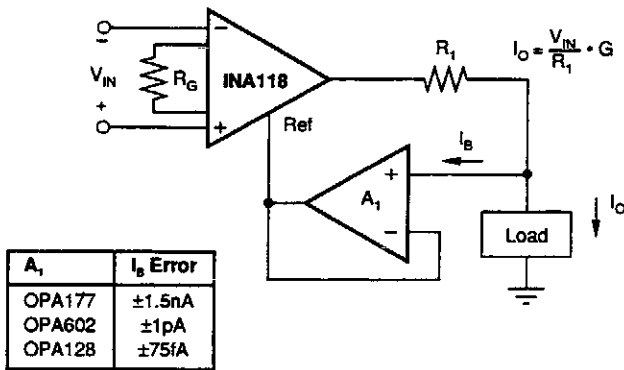 V_IN
−
+
R_G
−
INA118
+
Ref
R_1
I_O = V_IN / R_1 • G
I_B
A_1
+
−
Load
I_O
A_1 I_B Error
OPA177 ±1.5nA
OPA602 ±1pA
OPA128 ±75fA